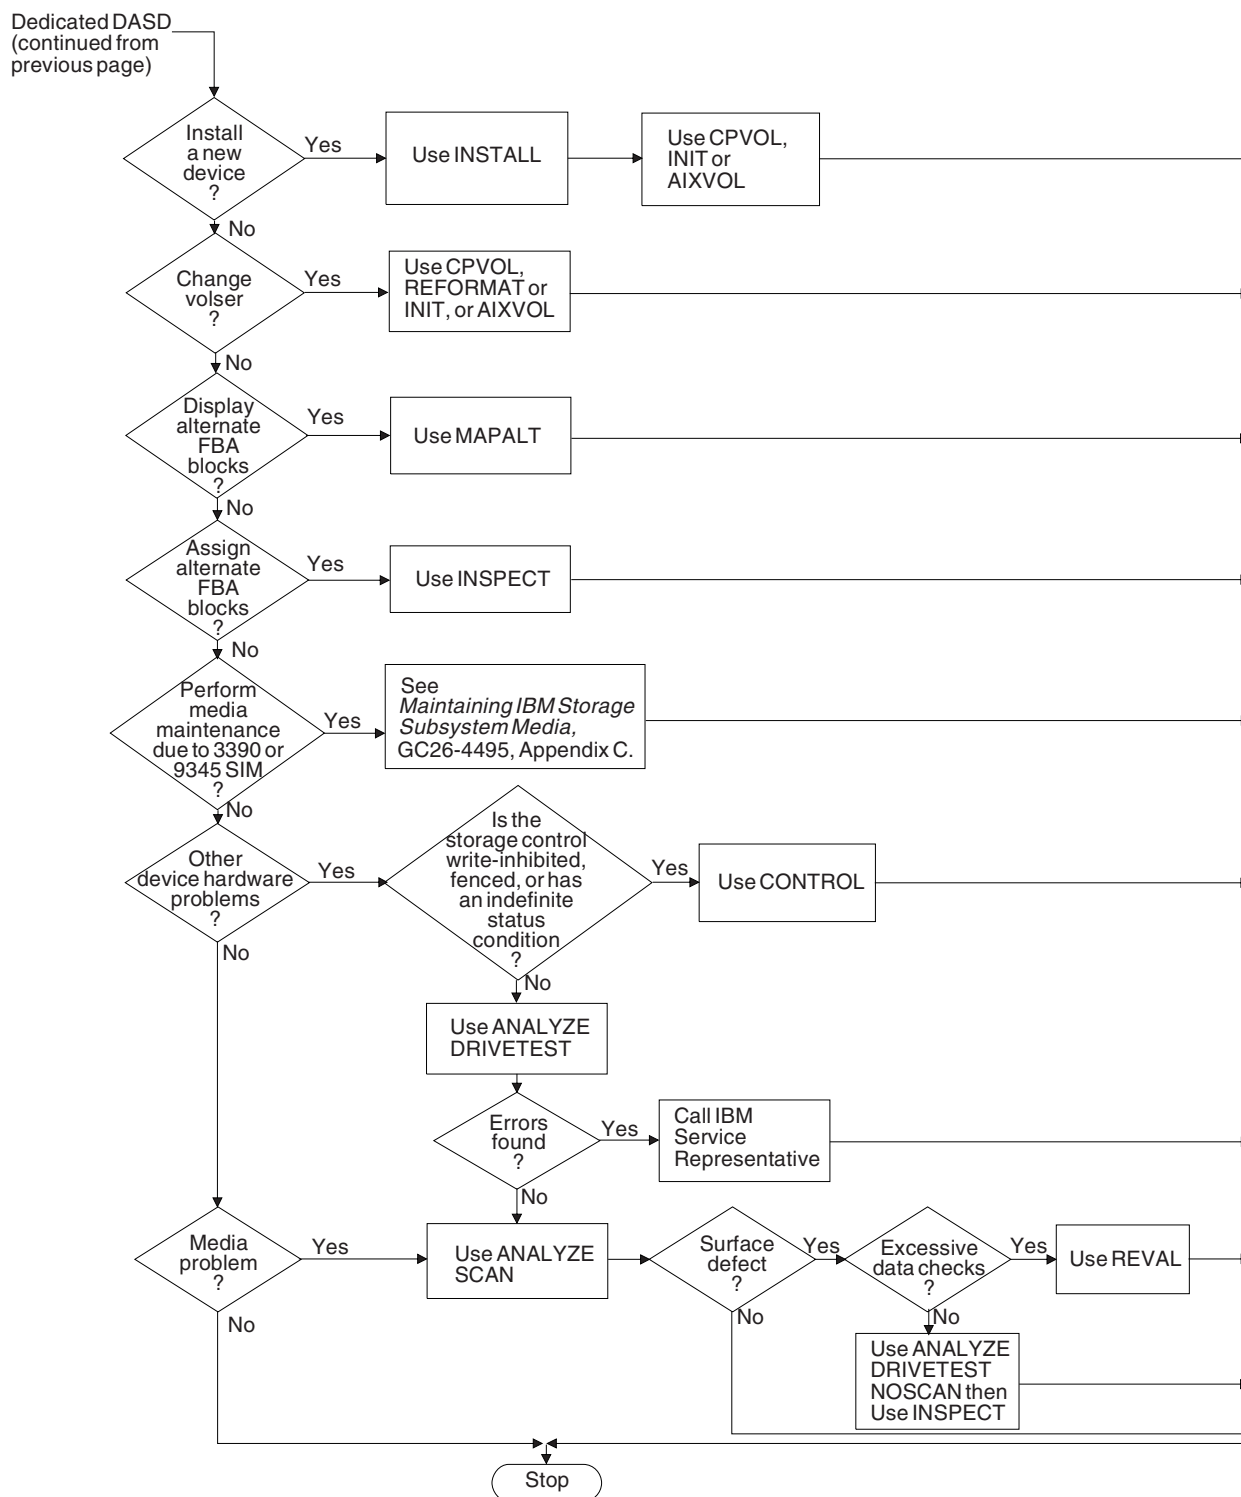 Dedicated DASD
(continued from
previous page)
Install
a new
device
?
Yes
Use INSTALL
Use CPVOL,
INIT or
AIXVOL
No
Change
volser
?
Yes
Use CPVOL,
REFORMAT or
INIT, or AIXVOL
No
Display
alternate
FBA
blocks
?
Yes
Use MAPALT
No
Assign
alternate
FBA
blocks
?
Yes
Use INSPECT
No
Perform
media
maintenance
due to 3390 or
9345 SIM
?
Yes
See
Maintaining IBM Storage
Subsystem Media,
GC26-4495, Appendix C.
No
Other
device hardware
problems
?
Yes
Is the
storage control
write-inhibited,
fenced, or has
an indefinite
status
condition
?
Yes
Use CONTROL
No
No
Use ANALYZE
DRIVETEST
Errors
found
?
Yes
Call IBM
Service
Representative
No
Media
problem
?
Yes
Use ANALYZE
SCAN
Surface
defect
?
Yes
Excessive
data checks
?
Yes
Use REVAL
No
No
No
Use ANALYZE
DRIVETEST
NOSCAN then
Use INSPECT
Stop